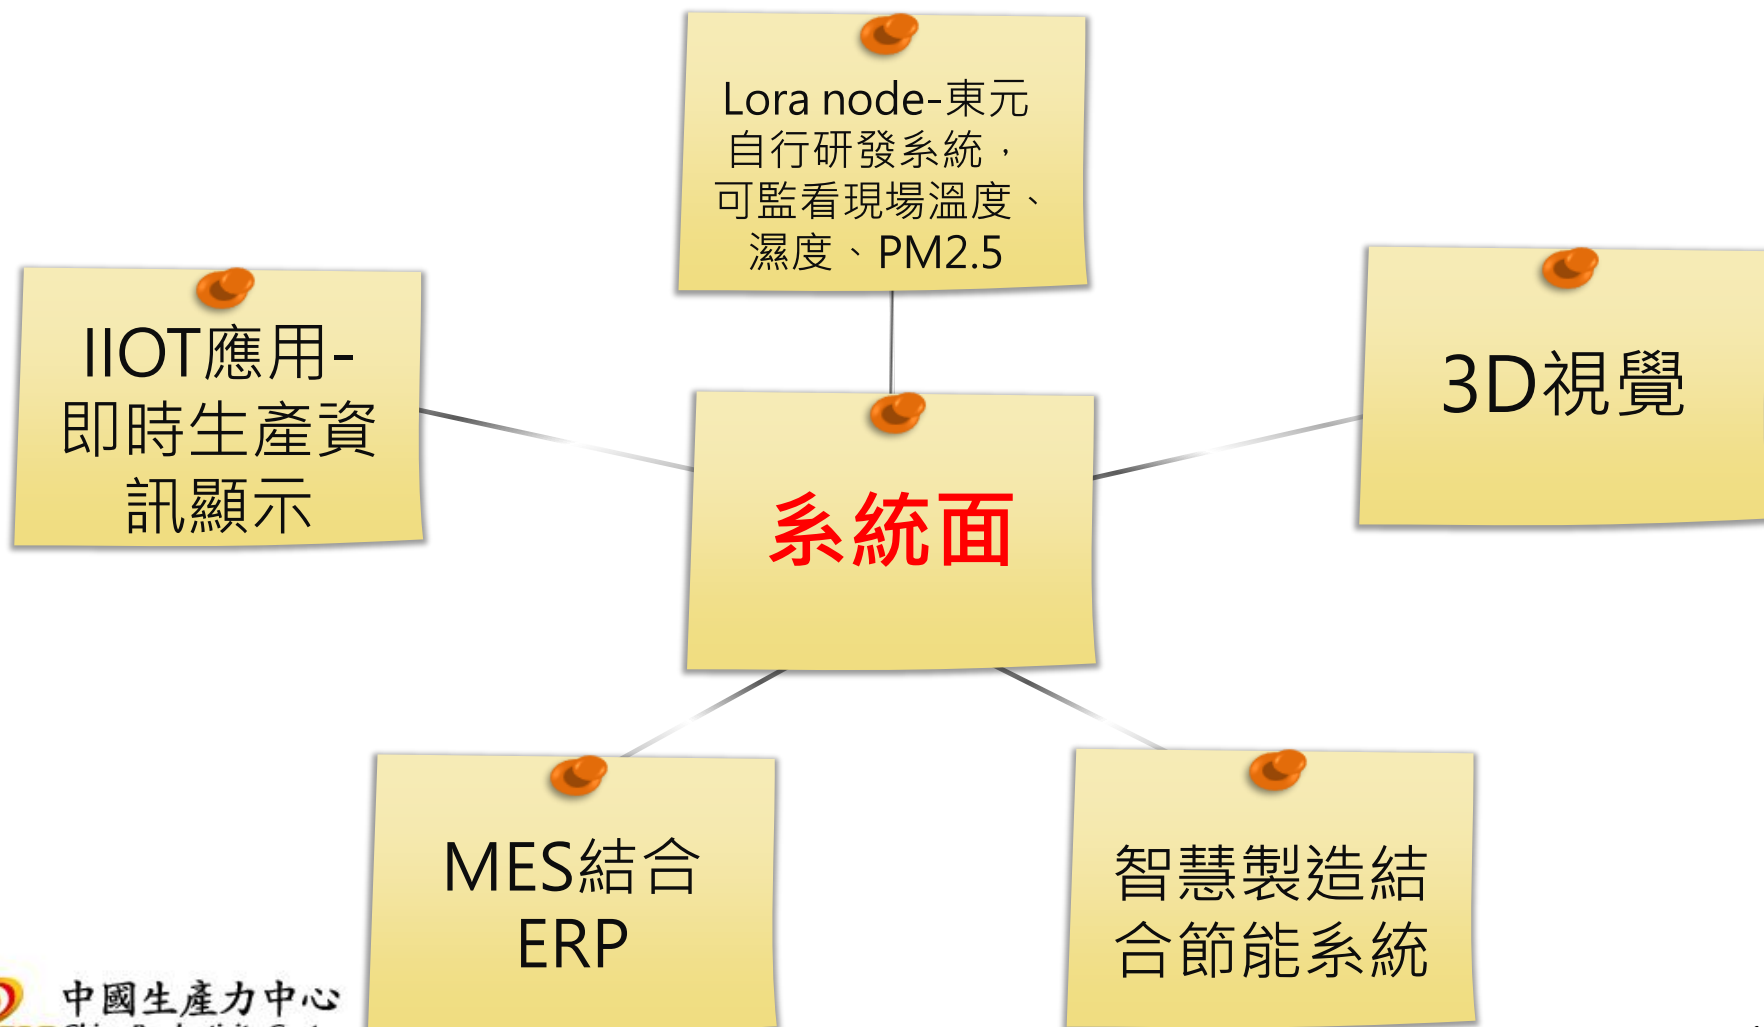 Lora node-東元
自行研發系統，
可監看現場溫度、
濕度、PM2.5
IIOT應用-
即時生產資
訊顯示
3D視覺
系統面
MES結合
ERP
智慧製造結
合節能系統
中國生產力中心